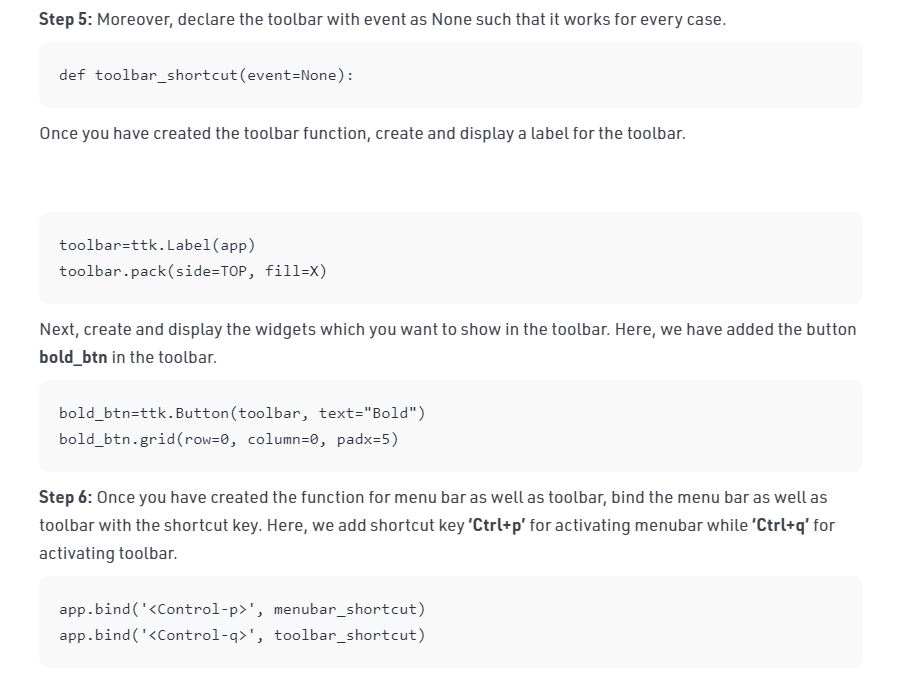 Step 5: Moreover, declare the toolbar with event as None such that it works for every case.
def toolbar_shortcut(event=None):
Once you have created the toolbar function, create and display a label for the toolbar.
toolbar=ttk.Label(app)
toolbar.pack(side=TOP, fill=X)
Next, create and display the widgets which you want to show in the toolbar. Here, we have added the button
bold_btn in the toolbar.
bold_btn=ttk.Button(toolbar, text="Bold")
bold_btn.grid(row=0, column=0, padx=5)
Step 6: Once you have created the function for menu bar as well as toolbar, bind the menu bar as well as
toolbar with the shortcut key. Here, we add shortcut key ‘Ctrl+p’ for activating menubar while ‘Ctrl+q’ for
activating toolbar.
app.bind('<Control-p>', menubar_shortcut)
app.bind('<Control-q>', toolbar_shortcut)